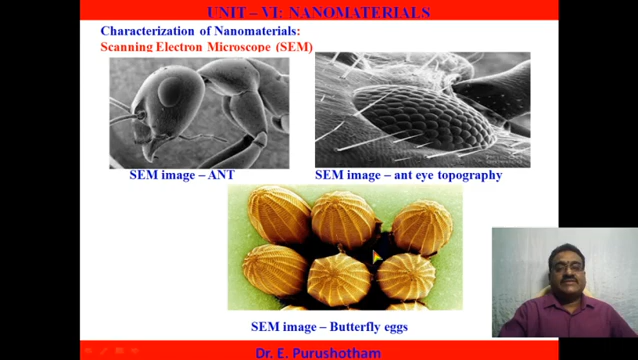 UNIT – VI: NANOMATERIALS
Characterization of Nanomaterials:
Scanning Electron Microscope (SEM)
SEM image – ANT
SEM image – ant eye topography
SEM image – Butterfly eggs
Dr. E. Purushotham